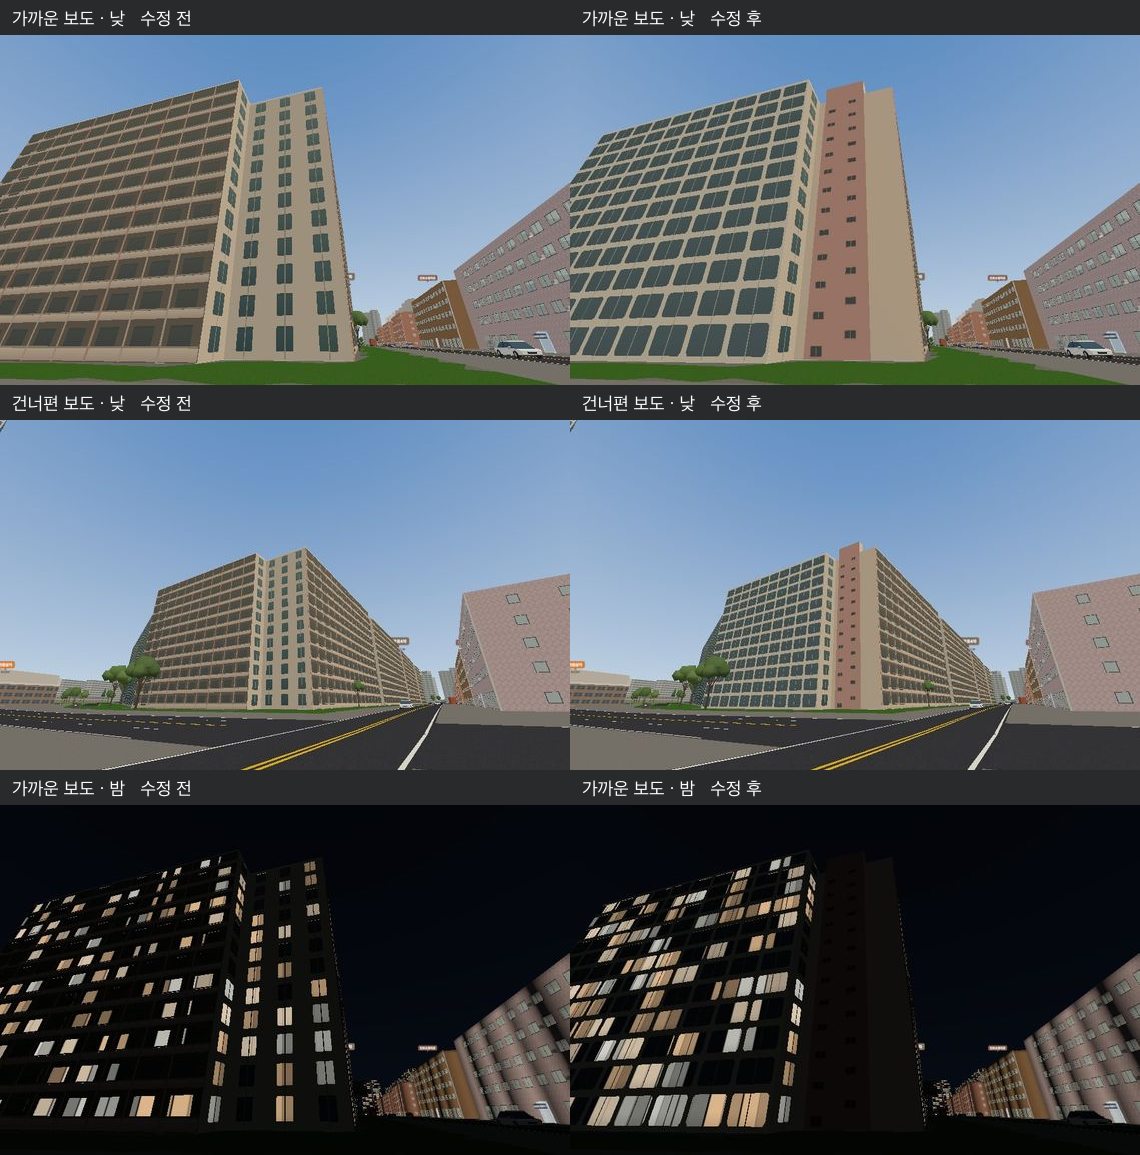 가까운 보도 · 낮 수정 전
가까운 보도 · 낮 수정 후
건너편 보도 · 낮 수정 전
건너편 보도 · 낮 수정 후
가까운 보도 · 밤 수정 전
가까운 보도 · 밤 수정 후